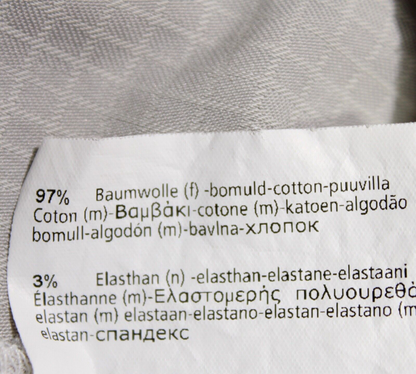 97% Baumwolle (f) -bomuld-cotton-puuvilla
Coton (m)-Βαμβάκι-cotone (m)-katoen-algodão
bomull-algodón (m)-bavlna-хлопок
3% Elasthan (n) -elasthan-elastane-elastaani
Élasthanne (m)-Ελαστομερής
elastan (m) elastaan-elastano-elastan-elastano
elastan-спандекс